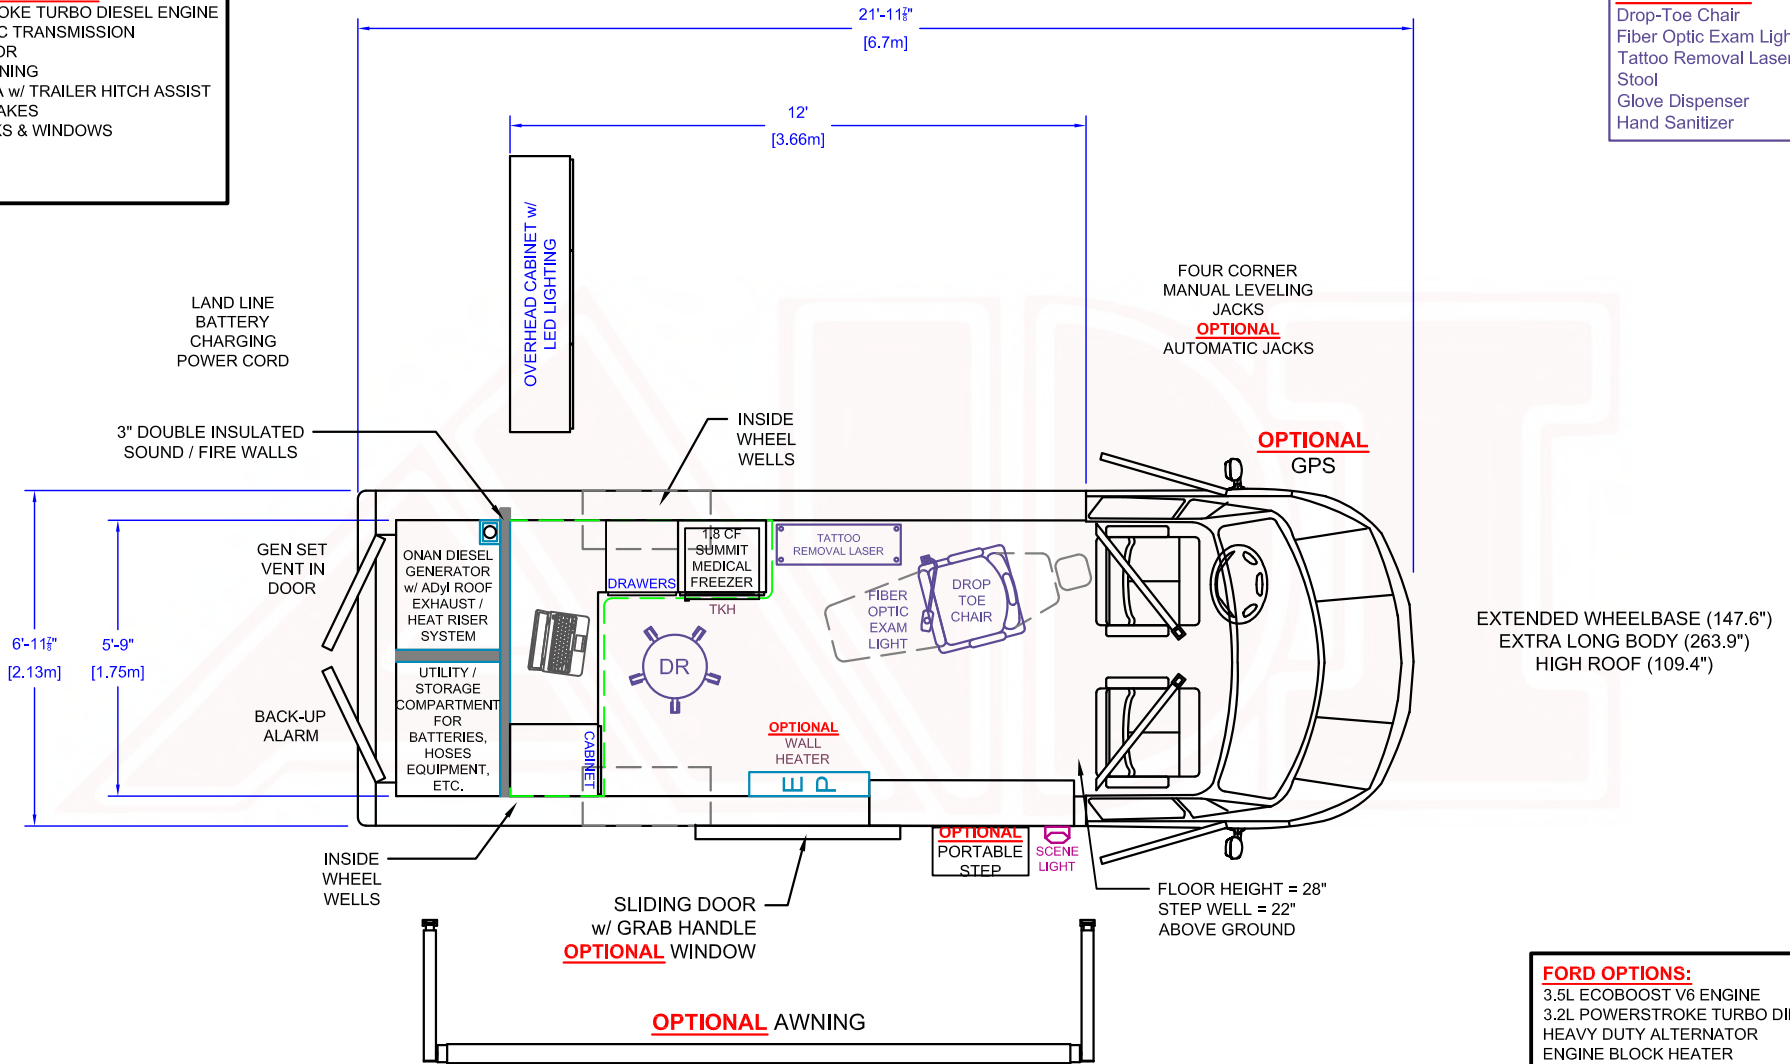 OKE TURBO DIESEL ENGINE
C TRANSMISSION
OR
NING
A w/ TRAILER HITCH ASSIST
AKES
KS & WINDOWS
21'-11⅞"
[6.7m]
Drop-Toe Chair
Fiber Optic Exam Ligh
Tattoo Removal Laser
Stool
Glove Dispenser
Hand Sanitizer
12'
[3.66m]
OVERHEAD CABINET w/
LED LIGHTING
LAND LINE
BATTERY
CHARGING
POWER CORD
FOUR CORNER
MANUAL LEVELING
JACKS
OPTIONAL
AUTOMATIC JACKS
3" DOUBLE INSULATED
SOUND / FIRE WALLS
INSIDE
WHEEL
WELLS
OPTIONAL
GPS
GEN SET
VENT IN
DOOR
ONAN DIESEL
GENERATOR
w/ ADyI ROOF
EXHAUST /
HEAT RISER
SYSTEM
DRAWERS
1.8 CF
SUMMIT
MEDICAL
FREEZER
TKH
TATTOO
REMOVAL LASER
FIBER
OPTIC
EXAM
LIGHT
DROP
TOE
CHAIR
6'-11⅞"
[2.13m]
5'-9"
[1.75m]
DR
EXTENDED WHEELBASE (147.6")
EXTRA LONG BODY (263.9")
HIGH ROOF (109.4")
BACK-UP
ALARM
UTILITY /
STORAGE
COMPARTMENT
FOR
BATTERIES,
HOSES
EQUIPMENT,
ETC.
CABINET
OPTIONAL
WALL
HEATER
E
P
INSIDE
WHEEL
WELLS
OPTIONAL
PORTABLE
STEP
SCENE
LIGHT
SLIDING DOOR
w/ GRAB HANDLE
OPTIONAL WINDOW
FLOOR HEIGHT = 28"
STEP WELL = 22"
ABOVE GROUND
OPTIONAL AWNING
FORD OPTIONS:
3.5L ECOBOOST V6 ENGINE
3.2L POWERSTROKE TURBO DI
HEAVY DUTY ALTERNATOR
ENGINE BLOCK HEATER